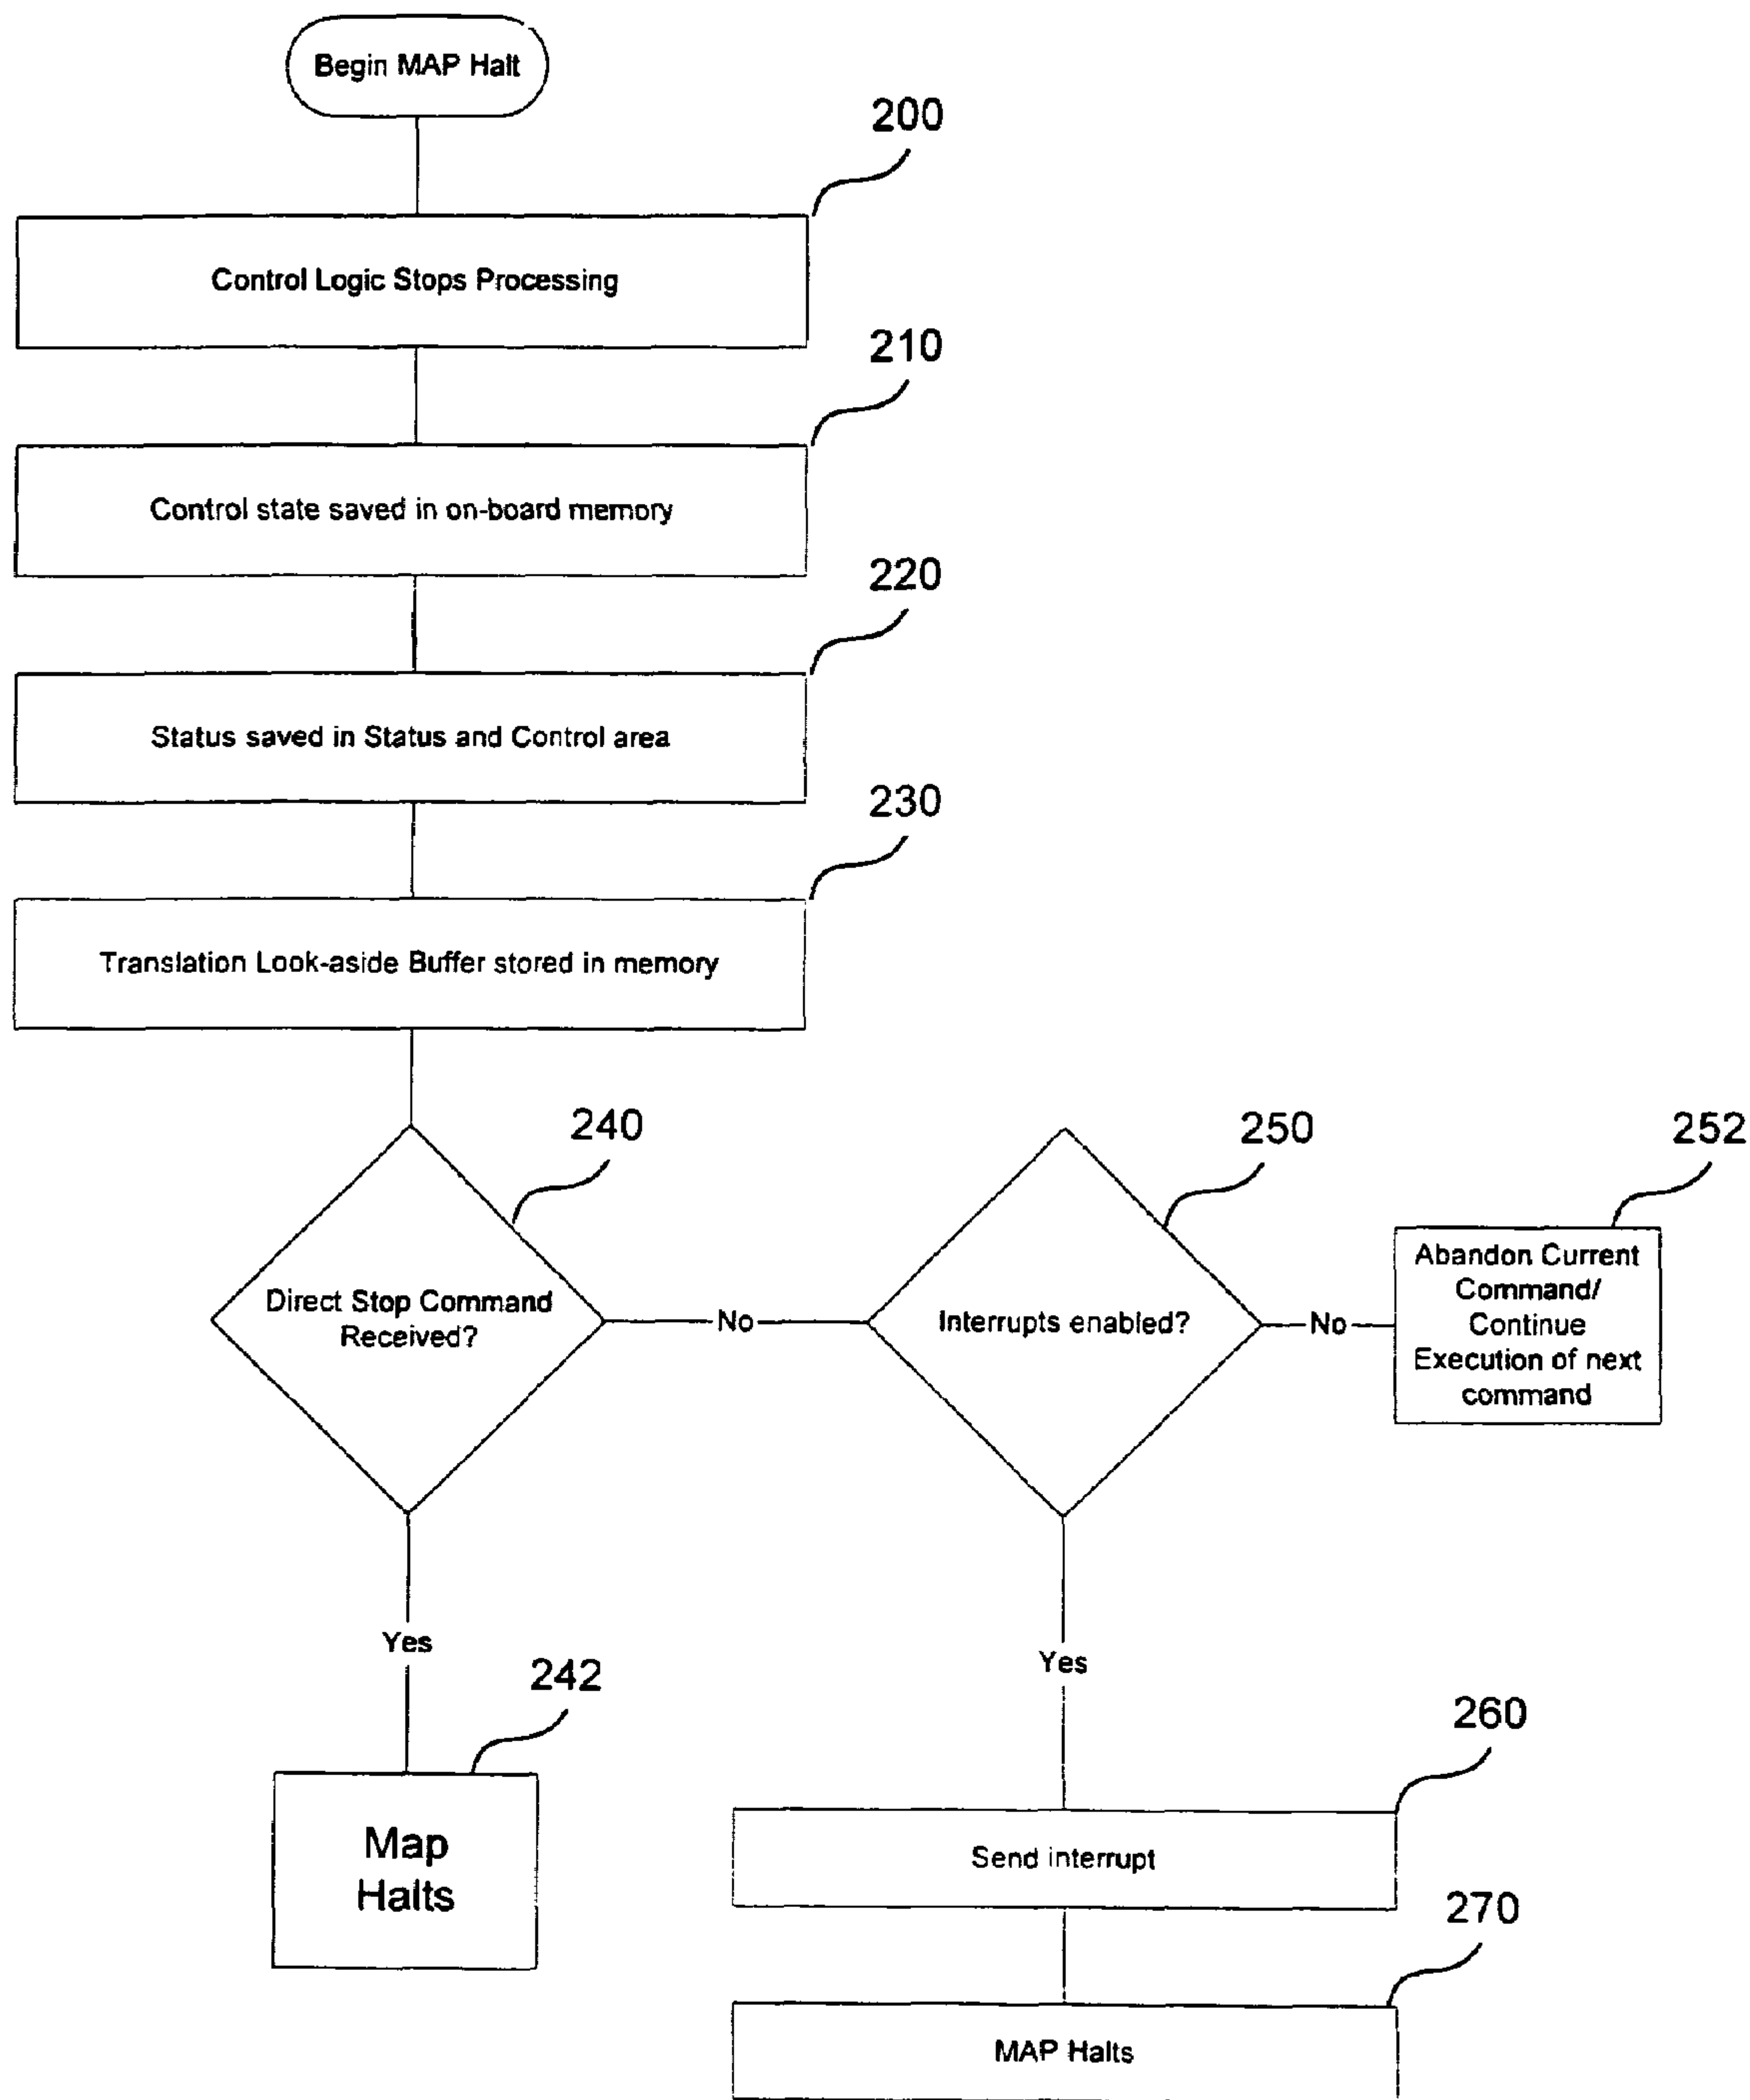 Begin MAP Halt
200
Control Logic Stops Processing
210
Control state saved in on-board memory
220
Status saved in Status and Control area
230
Translation Look-aside Buffer stored in memory
240
250
252
Direct Stop Command
Received?
No
Interrupts enabled?
No
Abandon Current
Command/
Continue
Execution of next
command
Yes
Yes
242
Map
Halts
260
Send interrupt
270
MAP Halts